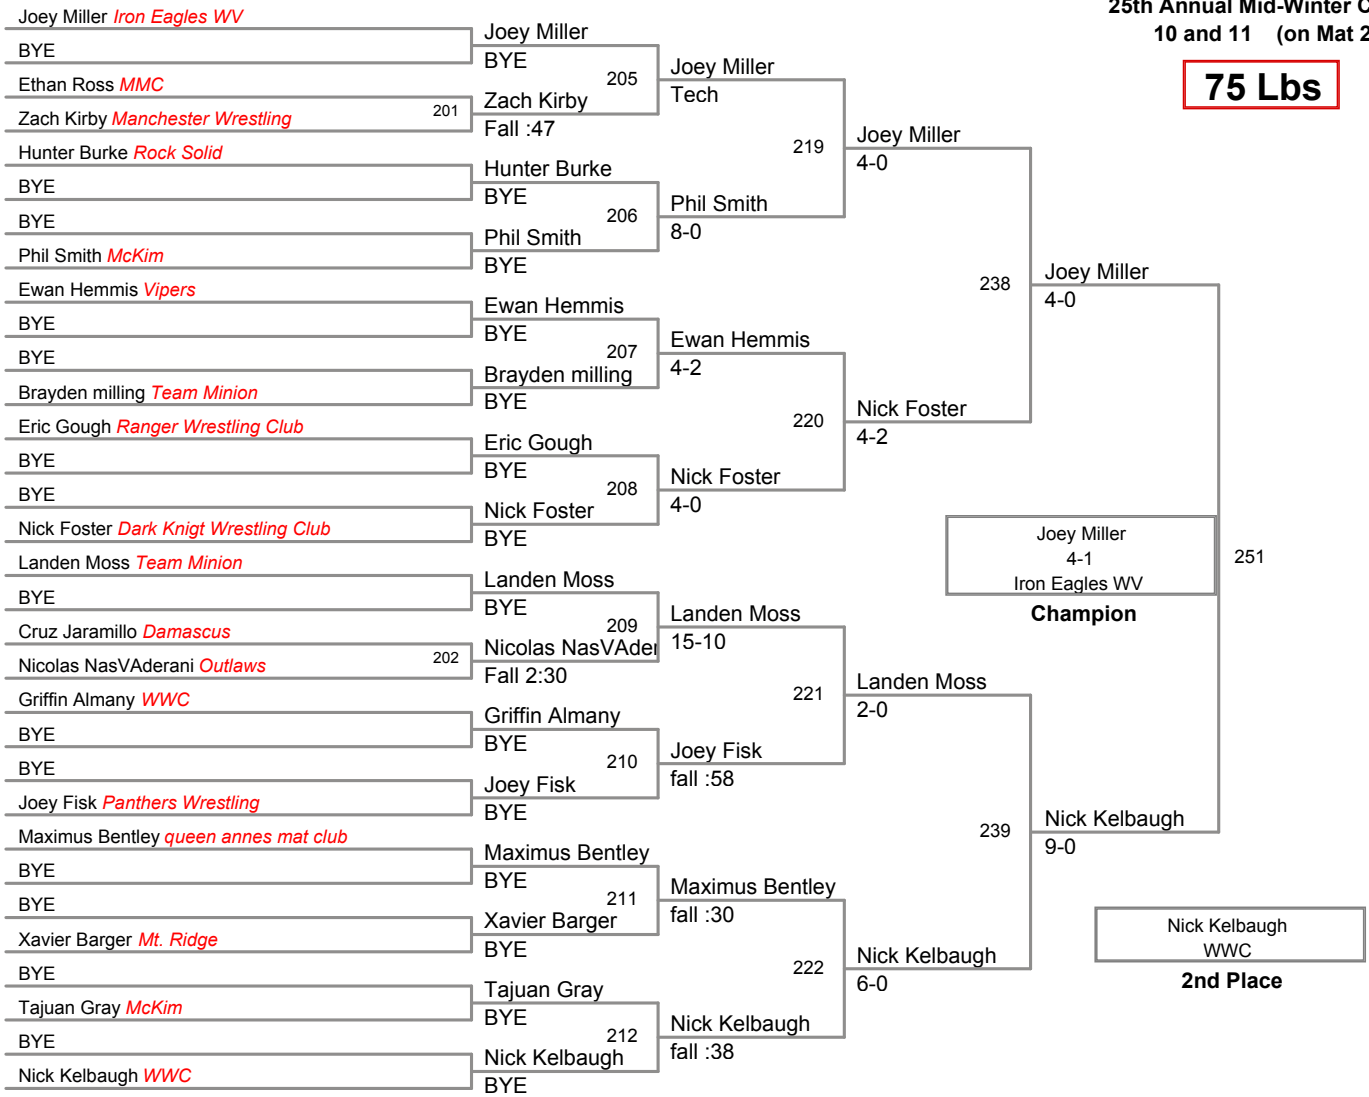 25th Annual Mid-Winter C
10 and 11 (on Mat 2
75 Lbs
Joey Miller Iron Eagles WV
BYE
Ethan Ross MMC
Zach Kirby Manchester Wrestling
Hunter Burke Rock Solid
BYE
BYE
Phil Smith McKim
Ewan Hemmis Vipers
BYE
BYE
Brayden milling Team Minion
Eric Gough Ranger Wrestling Club
BYE
BYE
Nick Foster Dark Knigt Wrestling Club
Landen Moss Team Minion
BYE
Cruz Jaramillo Damascus
Nicolas NasVAderani Outlaws
Griffin Almany WWC
BYE
BYE
Joey Fisk Panthers Wrestling
Maximus Bentley queen annes mat club
BYE
BYE
Xavier Barger Mt. Ridge
BYE
Tajuan Gray McKim
BYE
Nick Kelbaugh WWC
201
202
Joey Miller
BYE
205
Zach Kirby
Fall :47
Hunter Burke
BYE
206
Phil Smith
BYE
Ewan Hemmis
BYE
207
Brayden milling
BYE
Eric Gough
BYE
208
Nick Foster
BYE
Landen Moss
BYE
209
Nicolas NasVAder
Fall 2:30
Griffin Almany
BYE
210
Joey Fisk
BYE
Maximus Bentley
BYE
211
Xavier Barger
BYE
Tajuan Gray
BYE
212
Nick Kelbaugh
BYE
Joey Miller
Tech
219
Phil Smith
8-0
Ewan Hemmis
4-2
220
Nick Foster
4-0
Landen Moss
15-10
221
Joey Fisk
fall :58
Maximus Bentley
fall :30
222
Nick Kelbaugh
fall :38
Joey Miller
4-0
238
Nick Foster
4-2
Landen Moss
2-0
239
Nick Kelbaugh
6-0
Joey Miller
4-0
251
Nick Kelbaugh
9-0
Joey Miller
4-1
Iron Eagles WV
Champion
Nick Kelbaugh
WWC
2nd Place